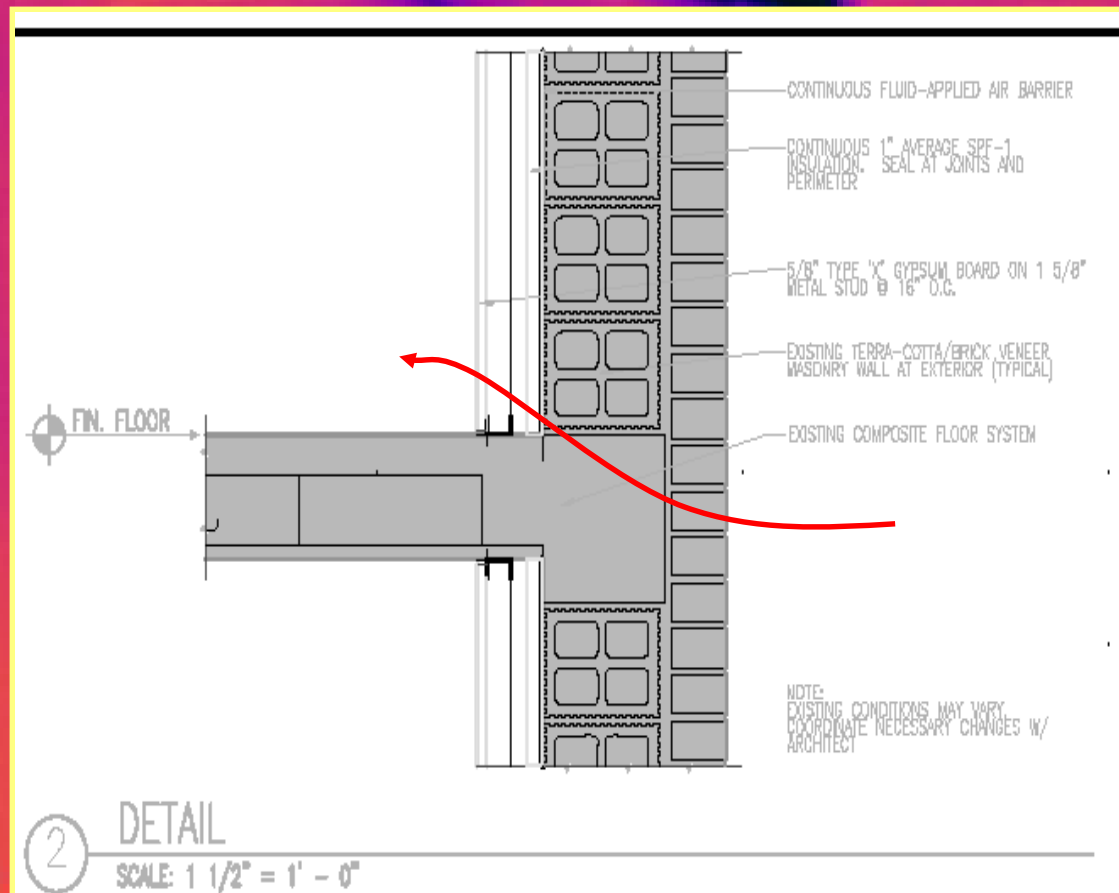 CONTINUOUS FLUID-APPLIED AIR BARRIER
CONTINUOUS 1" AVERAGE SPF-1
INSULATION. SEAL AT JOINTS AND
PERIMETER
5/8" TYPE 'X' GYPSUM BOARD ON 1 5/8"
METAL STUD @ 16" O.C.
EXISTING TERRA-COTTA/BRICK VENEER
MASONRY WALL AT EXTERIOR (TYPICAL)
FIN. FLOOR
EXISTING COMPOSITE FLOOR SYSTEM
NOTE:
EXISTING CONDITIONS MAY VARY.
COORDINATE NECESSARY CHANGES W/
ARCHITECT
2
DETAIL
SCALE: 1 1/2" = 1' - 0"